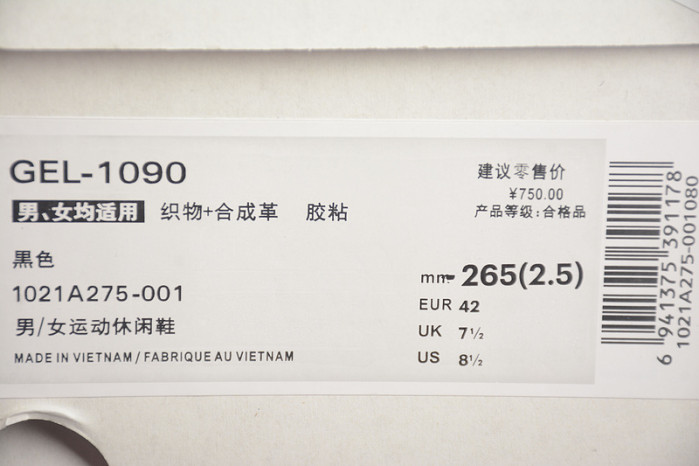 GEL-1090
男、女均适用 织物+合成革 胶粘
黑色
1021A275-001
男/女运动休闲鞋
MADE IN VIETNAM / FABRIQUE AU VIETNAM
建议零售价
¥750.00
产品等级:合格品
mm 265(2.5)
EUR 42
UK 7½
US 8½
6 941375 391178
1021A275-001080